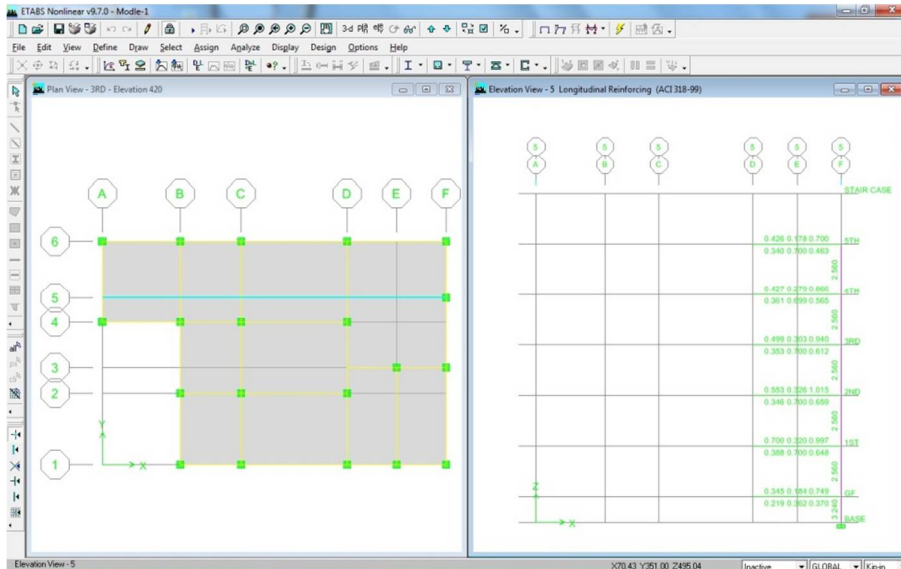 ETABS Nonlinear v9.7.0 - Modle-1
3-d
File Edit View Define Draw Select Assign Analyze Display Design Options Help
Plan View - 3RD - Elevation 420
Elevation View - 5 Longitudinal Reinforcing (ACI 318-99)
A B C D E F
6
5
4
3
2
1
Y
X
5 5 5 5 5 5
A B C D E F
STAIR CASE
0.426 0.178 0.700 5TH
0.340 0.700 0.463
2.560
0.427 0.279 0.666 4TH
0.361 0.699 0.565
2.560
0.499 0.303 0.940 3RD
0.353 0.700 0.612
2.560
0.553 0.326 1.015 2ND
0.346 0.700 0.659
2.560
0.700 0.320 0.997 1ST
0.388 0.700 0.648
2.560
0.345 0.184 0.749 GF
0.219 0.362 0.370
3.240
BASE
Z
X
Elevation View - 5
X70.43 Y351.00 Z495.04 Inactive GLOBAL Kip-in